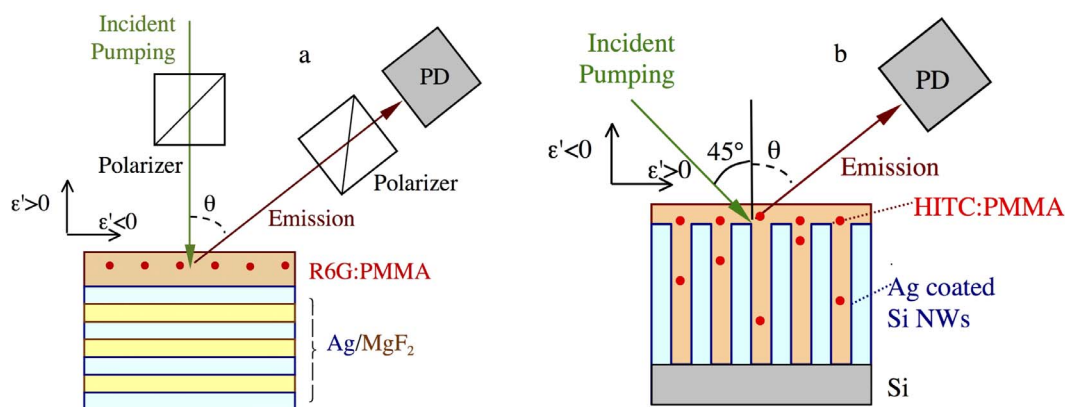 Incident
Pumping
a
PD
Polarizer
Polarizer
ε'>0
ε'<0
θ
Emission
R6G:PMMA
Ag/MgF₂
Incident
Pumping
b
PD
ε'<0
ε'>0
45°
θ
Emission
HITC:PMMA
Ag coated
Si NWs
Si